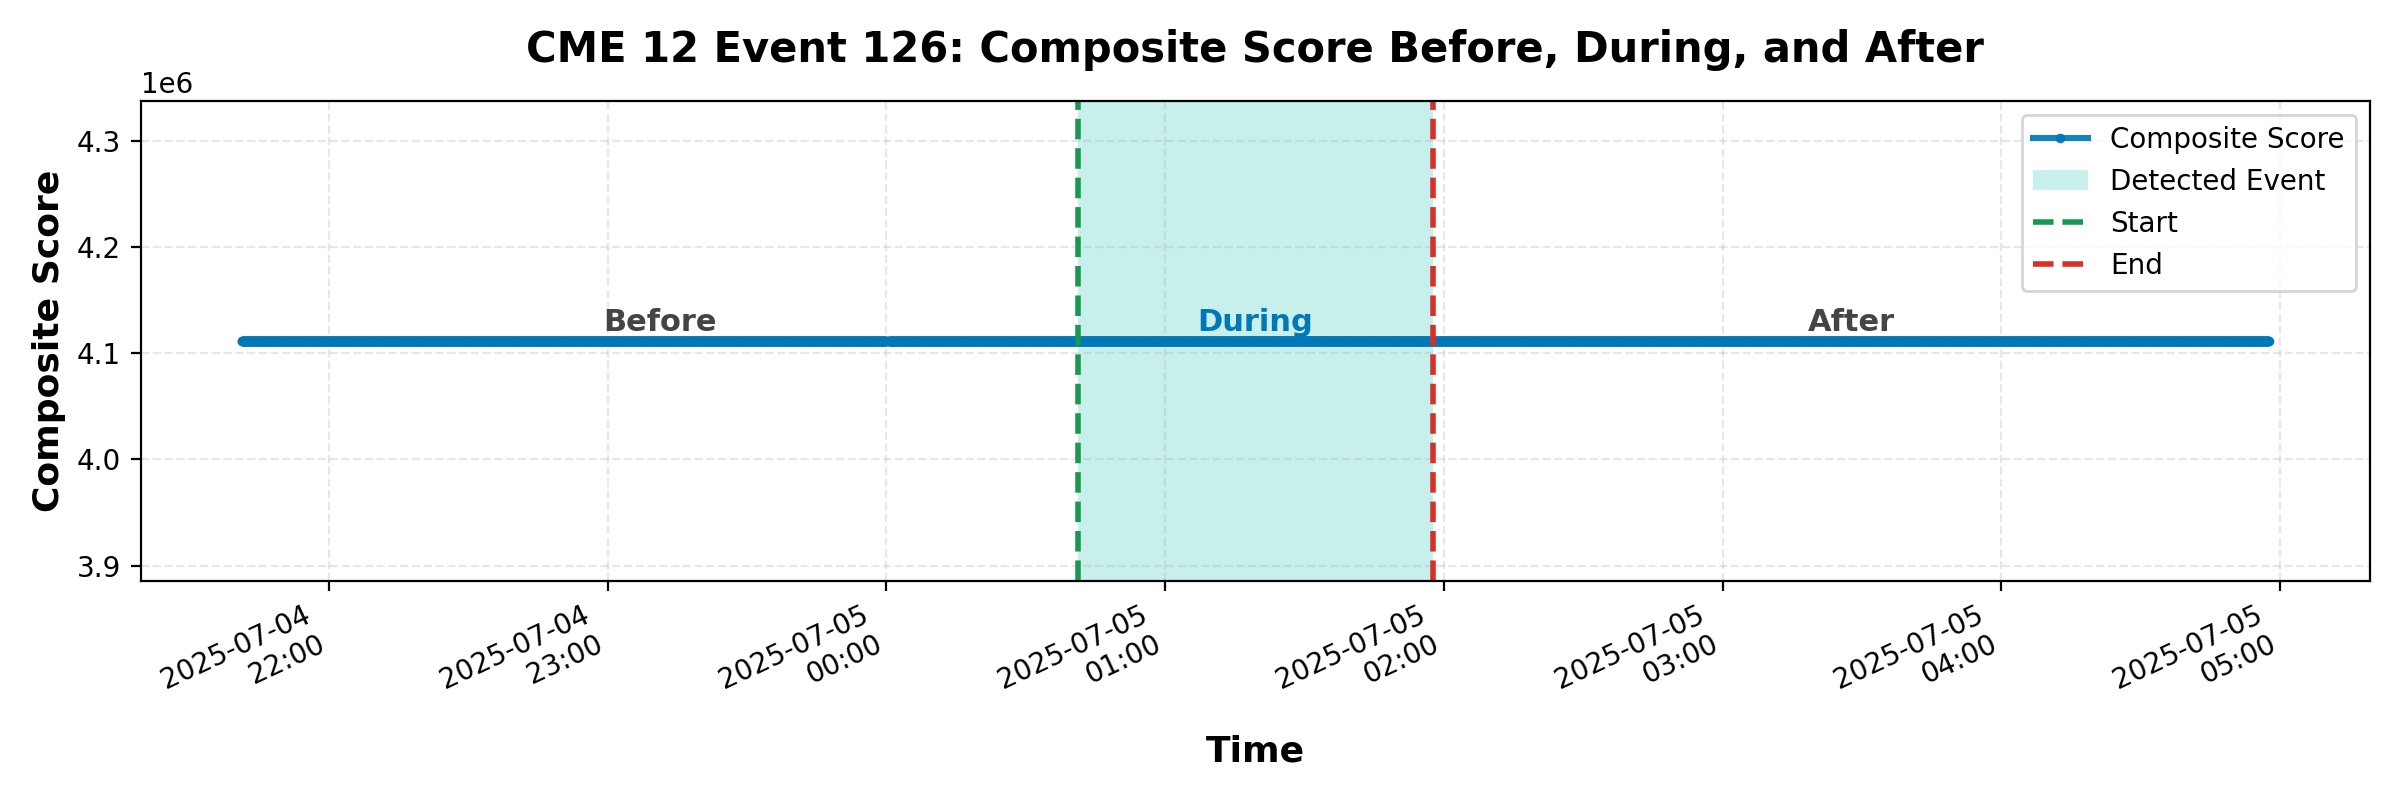 CME 12 Event 126: Composite Score Before, During, and After
1e6
4.3
4.2
4.1
4.0
3.9
Composite Score
Before
During
After
Composite Score
Detected Event
Start
End
2025-07-04
22:00
2025-07-04
23:00
2025-07-05
00:00
2025-07-05
01:00
2025-07-05
02:00
2025-07-05
03:00
2025-07-05
04:00
2025-07-05
05:00
Time